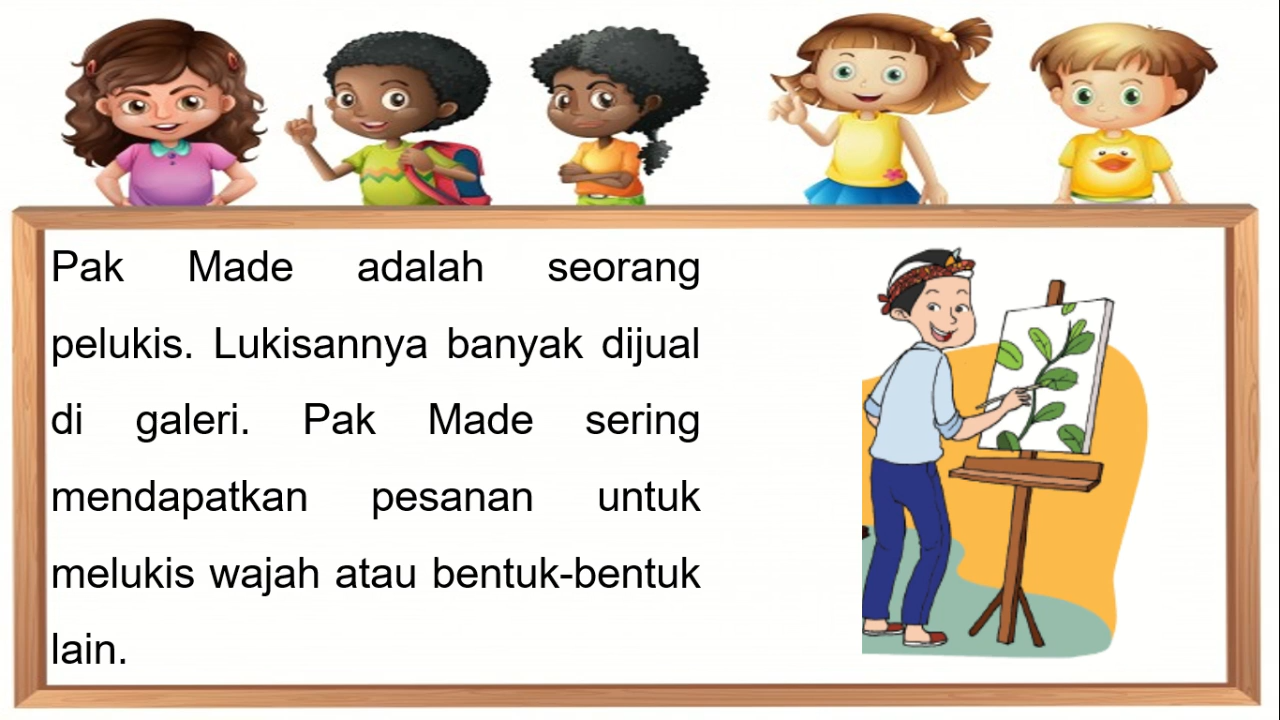 Pak Made adalah seorang
pelukis. Lukisannya banyak dijual
di galeri. Pak Made sering
mendapatkan pesanan untuk
melukis wajah atau bentuk-bentuk
lain.